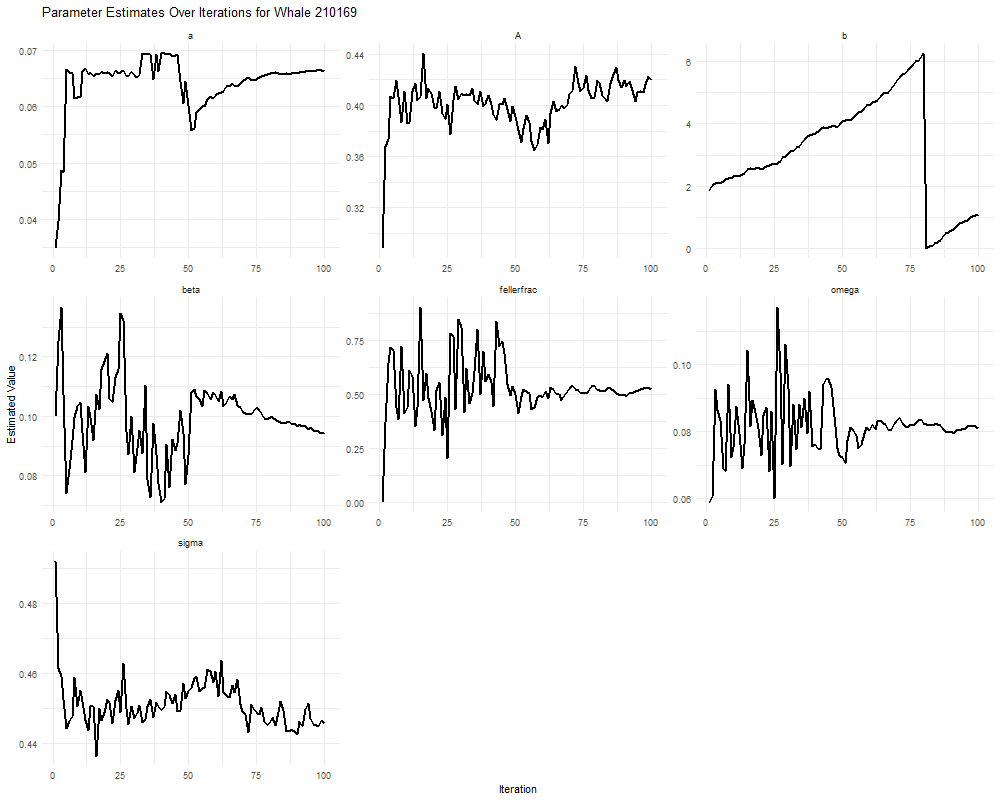 Parameter Estimates Over Iterations for Whale 210169
a
A
b
0.07
0.06
0.05
0.04
0 25 50 75 100
0.44
0.40
0.36
0.32
0 25 50 75 100
6
4
2
0
0 25 50 75 100
beta
fellerfrac
omega
Estimated Value
0.12
0.10
0.08
0 25 50 75 100
0.75
0.50
0.25
0.00
0 25 50 75 100
0.10
0.08
0.06
0 25 50 75 100
sigma
0.48
0.46
0.44
0 25 50 75 100
Iteration